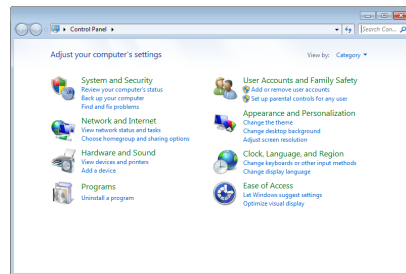 Control Panel
Search Con...
Adjust your computer's settings
View by: Category
System and Security
Review your computer's status
Back up your computer
Find and fix problems
Network and Internet
View network status and tasks
Choose homegroup and sharing options
Hardware and Sound
View devices and printers
Add a device
Programs
Uninstall a program
User Accounts and Family Safety
Add or remove user accounts
Set up parental controls for any user
Appearance and Personalization
Change the theme
Change desktop background
Adjust screen resolution
Clock, Language, and Region
Change keyboards or other input methods
Change display language
Ease of Access
Let Windows suggest settings
Optimize visual display